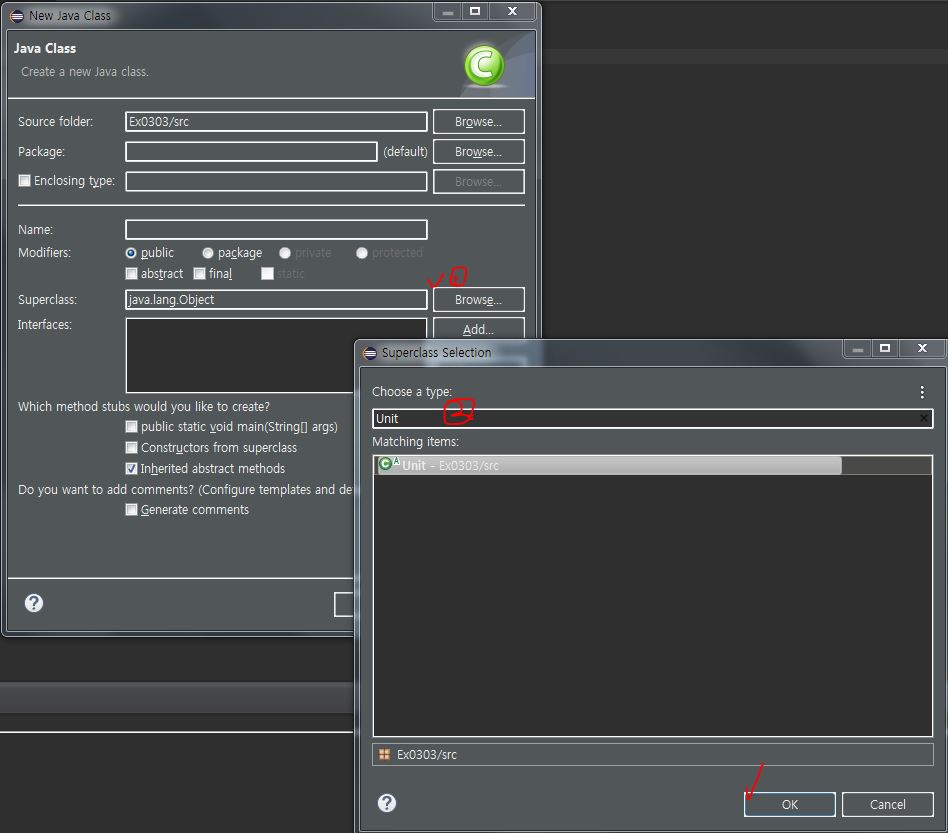 New Java Class
Java Class
Create a new Java class.
Source folder: Ex0303/src Browse...
Package: (default) Browse...
Enclosing type: Browse...
Name:
Modifiers: public package private protected
abstract final static
Superclass: java.lang.Object Browse...
Interfaces: Add...
Which method stubs would you like to create?
public static void main(String[] args)
Constructors from superclass
Inherited abstract methods
Do you want to add comments? (Configure templates and de
Generate comments
Superclass Selection
Choose a type:
Unit
2
Matching items:
Unit - Ex0303/src
Ex0303/src
OK Cancel